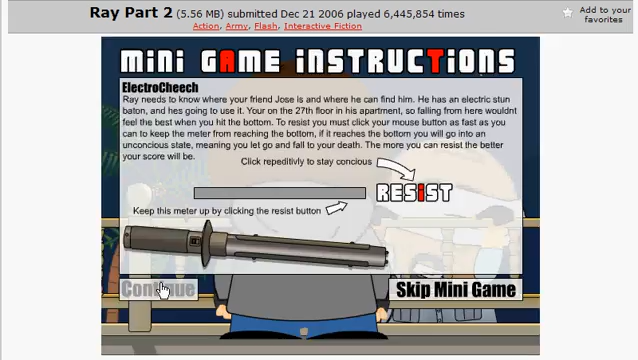 Ray Part 2 (5.56 MB) submitted Dec 21 2006 played 6,445,854 times
Action, Army, Flash, Interactive Fiction
Add to your
favorites
MINI GAME INSTRUCTIONS
ElectroCheech
Ray needs to know where your friend Jose is and where he can find him. He has an electric stun
baton, and hes going to use it. Your on the 27th floor in his apartment, so falling from here wouldnt
feel the best when you hit the bottom. To resist you must click your mouse button as fast as you
can to keep the meter from reaching the bottom, if it reaches the bottom you will go into an
unconcious state, meaning you let go and fall to your death. The more you can resist the better
your score will be.
Click repeditivly to stay concious
RESIST
Keep this meter up by clicking the resist button
Continue
Skip Mini Game